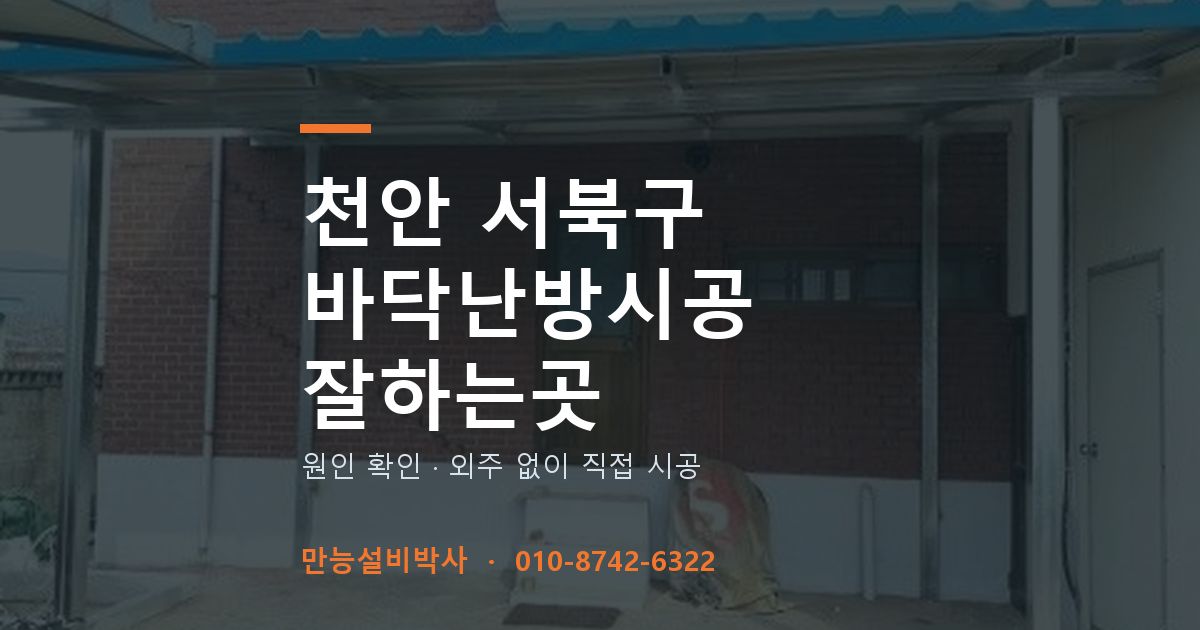 천안 서북구
바닥난방시공
잘하는곳
원인 확인 · 외주 없이 직접 시공
만능설비박사 · 010-8742-6322
S